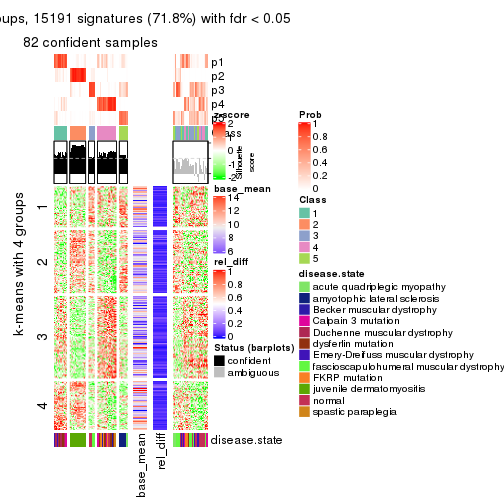 oups, 15191 signatures (71.8%) with fdr < 0.05
82 confident samples
p1
p2
p3
p4
p5
Class
Silhouette
score
z-score
2
1
0
-1
-2
base_mean
14
12
10
8
6
rel_diff
1
0.8
0.6
0.4
0.2
0
Status (barplots)
confident
ambiguous
Prob
1
0.8
0.6
0.4
0.2
0
Class
1
2
3
4
5
disease.state
acute quadriplegic myopathy
amyotophic lateral sclerosis
Becker muscular dystrophy
Calpain 3 mutation
Duchenne muscular dystrophy
dysferlin mutation
Emery-Dreifuss muscular dystrophy
fascioscapulohumeral muscular dystrophy
FKRP mutation
juvenile dermatomyositis
normal
spastic paraplegia
k-means with 4 groups
1
2
3
4
disease.state
base_mean
rel_diff